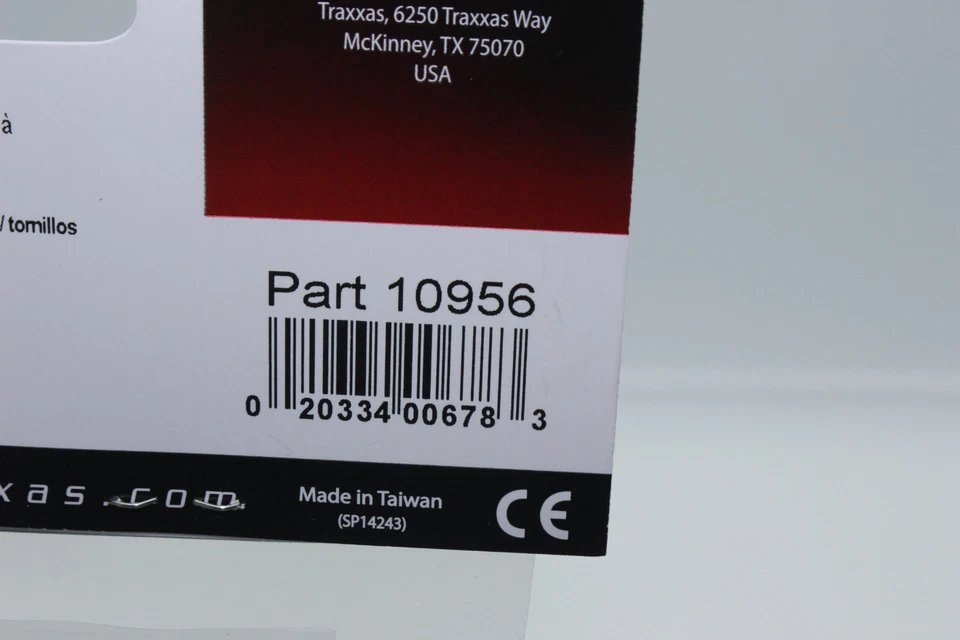 Traxxas, 6250 Traxxas Way
McKinney, TX 75070
USA
à
/ tornillos
Part 10956
0 20334 00678 3
xas.com
Made in Taiwan
(SP14243)
CE